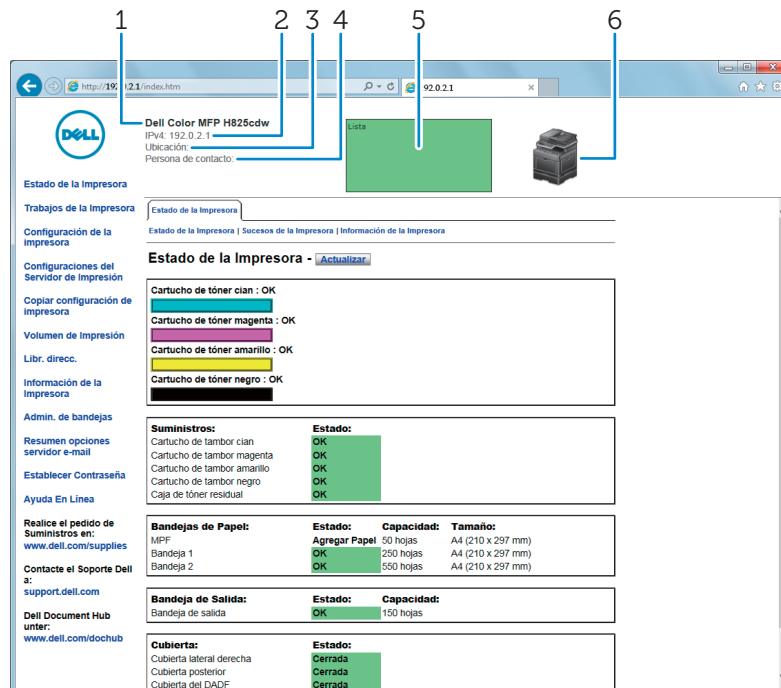 1 2 3 4 5 6
http://192.0.2.1/index.htm
92.0.2.1
DELL
Dell Color MFP H825cdw
IPv4: 192.0.2.1
Ubicación:
Persona de contacto:
Lista
Estado de la Impresora
Trabajos de la Impresora
Configuración de la
impresora
Configuraciones del
Servidor de Impresión
Copiar configuración de
impresora
Volumen de Impresión
Libr. direcc.
Información de la
Impresora
Admin. de bandejas
Resumen opciones
servidor e-mail
Establecer Contraseña
Ayuda En Línea
Realice el pedido de
Suministros en:
www.dell.com/supplies
Contacte el Soporte Dell
a:
support.dell.com
Dell Document Hub
unter:
www.dell.com/dochub
Estado de la Impresora
Estado de la Impresora | Sucesos de la Impresora | Información de la Impresora
Estado de la Impresora - Actualizar
Cartucho de tóner cian : OK
Cartucho de tóner magenta : OK
Cartucho de tóner amarillo : OK
Cartucho de tóner negro : OK
Suministros: Estado:
Cartucho de tambor cian OK
Cartucho de tambor magenta OK
Cartucho de tambor amarillo OK
Cartucho de tambor negro OK
Caja de tóner residual OK
Bandejas de Papel: Estado: Capacidad: Tamaño:
MPF Agregar Papel 50 hojas A4 (210 x 297 mm)
Bandeja 1 OK 250 hojas A4 (210 x 297 mm)
Bandeja 2 OK 550 hojas A4 (210 x 297 mm)
Bandeja de Salida: Estado: Capacidad:
Bandeja de salida OK 150 hojas
Cubierta: Estado:
Cubierta lateral derecha Cerrada
Cubierta posterior Cerrada
Cubierta del DADF Cerrada